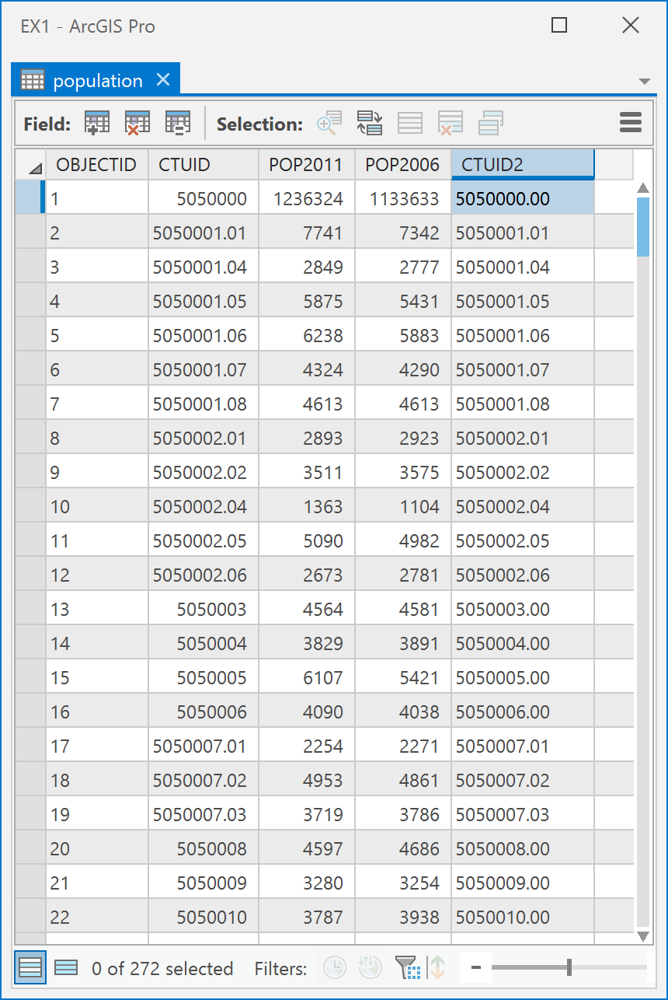 EX1 - ArcGIS Pro
population
Field: Selection:
OBJECTID CTUID POP2011 POP2006 CTUID2
1 5050000 1236324 1133633 5050000.00
2 5050001.01 7741 7342 5050001.01
3 5050001.04 2849 2777 5050001.04
4 5050001.05 5875 5431 5050001.05
5 5050001.06 6238 5883 5050001.06
6 5050001.07 4324 4290 5050001.07
7 5050001.08 4613 4613 5050001.08
8 5050002.01 2893 2923 5050002.01
9 5050002.02 3511 3575 5050002.02
10 5050002.04 1363 1104 5050002.04
11 5050002.05 5090 4982 5050002.05
12 5050002.06 2673 2781 5050002.06
13 5050003 4564 4581 5050003.00
14 5050004 3829 3891 5050004.00
15 5050005 6107 5421 5050005.00
16 5050006 4090 4038 5050006.00
17 5050007.01 2254 2271 5050007.01
18 5050007.02 4953 4861 5050007.02
19 5050007.03 3719 3786 5050007.03
20 5050008 4597 4686 5050008.00
21 5050009 3280 3254 5050009.00
22 5050010 3787 3938 5050010.00
0 of 272 selected Filters: